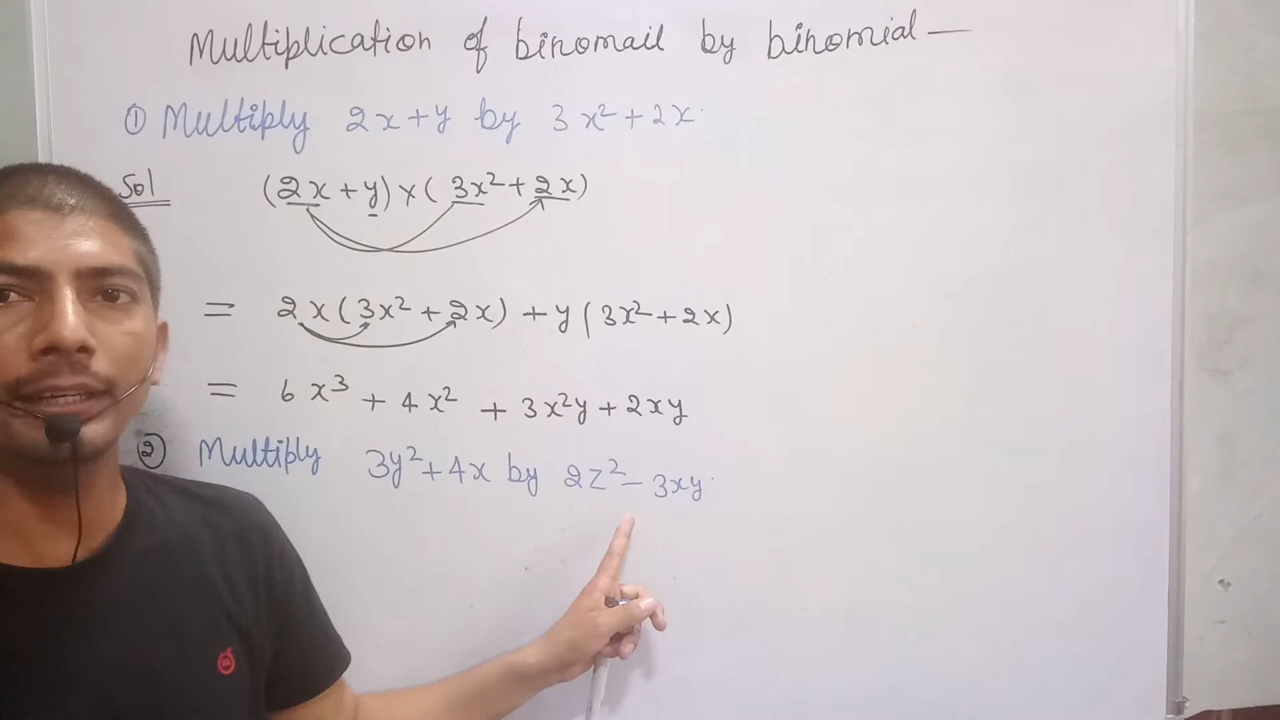 Multiplication of binomail by binomial —
① Multiply 2x+y by 3x²+2x.
Sol (2x+y)×(3x²+2x)
= 2x(3x²+2x)+y(3x²+2x)
= 6x³+4x²+3x²y+2xy
② Multiply 3y²+4x by 2z²-3xy.